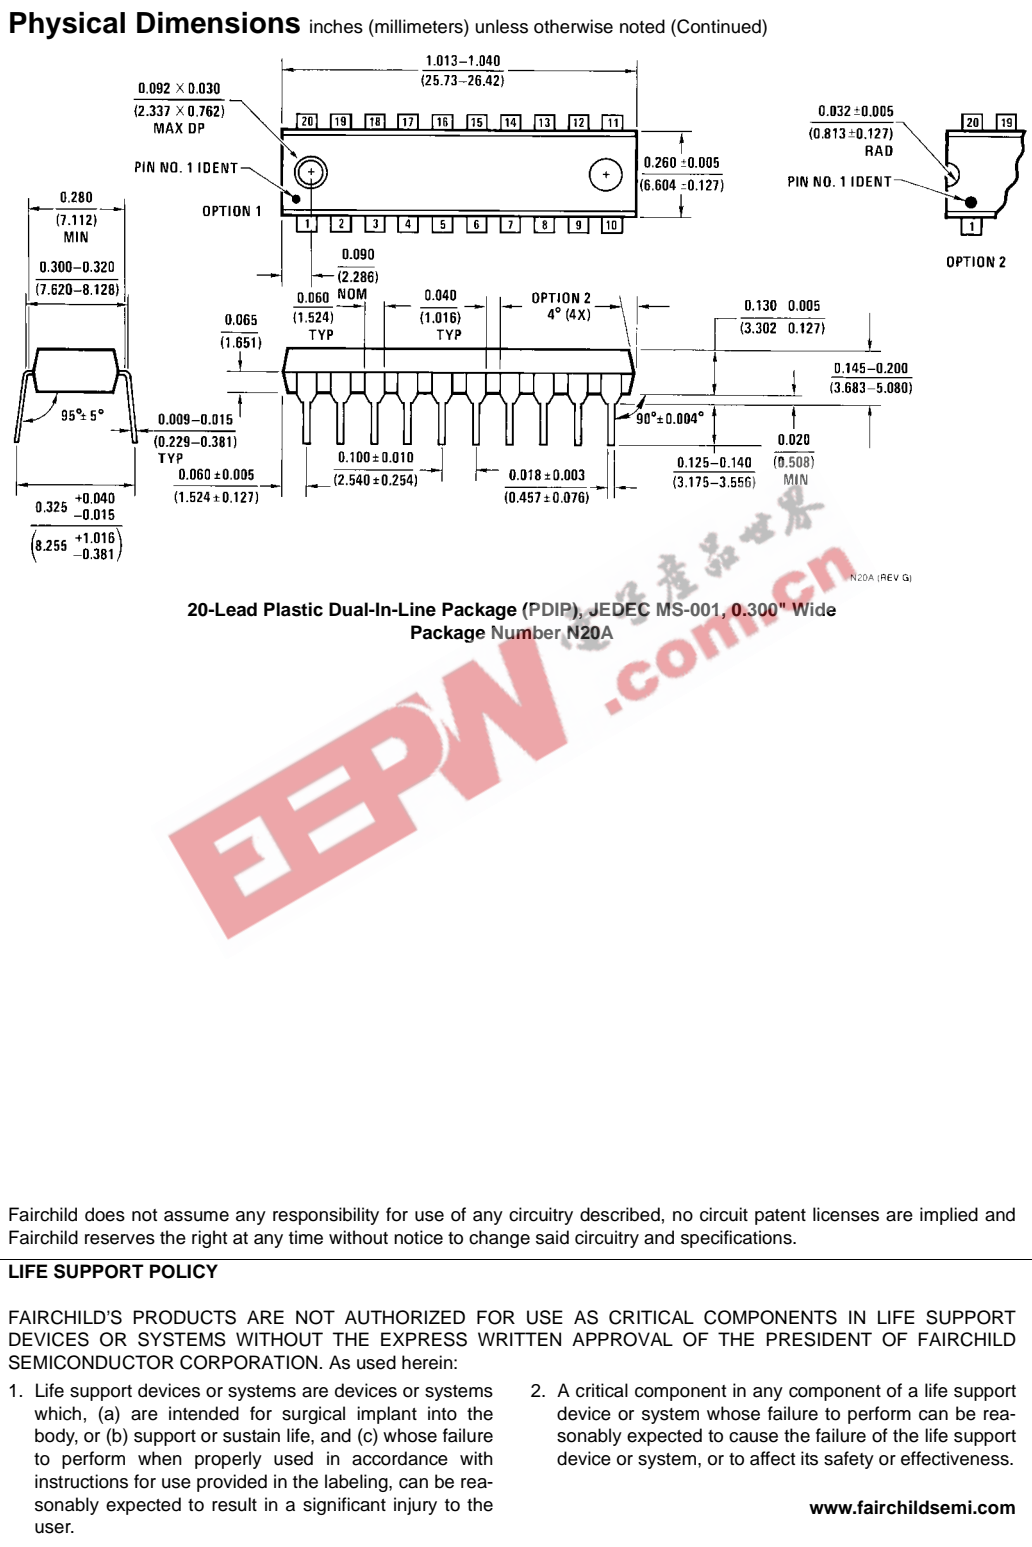 Physical Dimensions inches (millimeters) unless otherwise noted (Continued)
1.013–1.040
(25.73–26.42)
0.092 × 0.030
(2.337 × 0.762)
MAX DP
PIN NO. 1 IDENT
OPTION 1
20 19 18 17 16 15 14 13 12 11
1 2 3 4 5 6 7 8 9 10
0.260 ±0.005
(6.604 ±0.127)
0.032 ±0.005
(0.813 ±0.127)
RAD
PIN NO. 1 IDENT
20 19
1
OPTION 2
0.280
(7.112)
MIN
0.300–0.320
(7.620–8.128)
0.090
(2.286)
NOM
0.060
(1.524)
TYP
0.040
(1.016)
TYP
OPTION 2
4° (4X)
0.130 0.005
(3.302 0.127)
0.065
(1.651)
0.145–0.200
(3.683–5.080)
95°± 5°
0.009–0.015
(0.229–0.381)
TYP
90°±0.004°
0.020
(0.508)
MIN
0.125–0.140
(3.175–3.556)
0.100 ±0.010
(2.540 ±0.254)
0.018 ±0.003
(0.457 ±0.076)
0.060 ±0.005
(1.524 ±0.127)
0.325 +0.040
–0.015
(8.255 +1.016
–0.381)
N20A (REV G)
20-Lead Plastic Dual-In-Line Package (PDIP), JEDEC MS-001, 0.300" Wide
Package Number N20A
EEPW.com.cn
電子產品世界
Fairchild does not assume any responsibility for use of any circuitry described, no circuit patent licenses are implied and
Fairchild reserves the right at any time without notice to change said circuitry and specifications.
LIFE SUPPORT POLICY
FAIRCHILD'S PRODUCTS ARE NOT AUTHORIZED FOR USE AS CRITICAL COMPONENTS IN LIFE SUPPORT
DEVICES OR SYSTEMS WITHOUT THE EXPRESS WRITTEN APPROVAL OF THE PRESIDENT OF FAIRCHILD
SEMICONDUCTOR CORPORATION. As used herein:
1. Life support devices or systems are devices or systems
which, (a) are intended for surgical implant into the
body, or (b) support or sustain life, and (c) whose failure
to perform when properly used in accordance with
instructions for use provided in the labeling, can be rea-
sonably expected to result in a significant injury to the
user.
2. A critical component in any component of a life support
device or system whose failure to perform can be rea-
sonably expected to cause the failure of the life support
device or system, or to affect its safety or effectiveness.
www.fairchildsemi.com